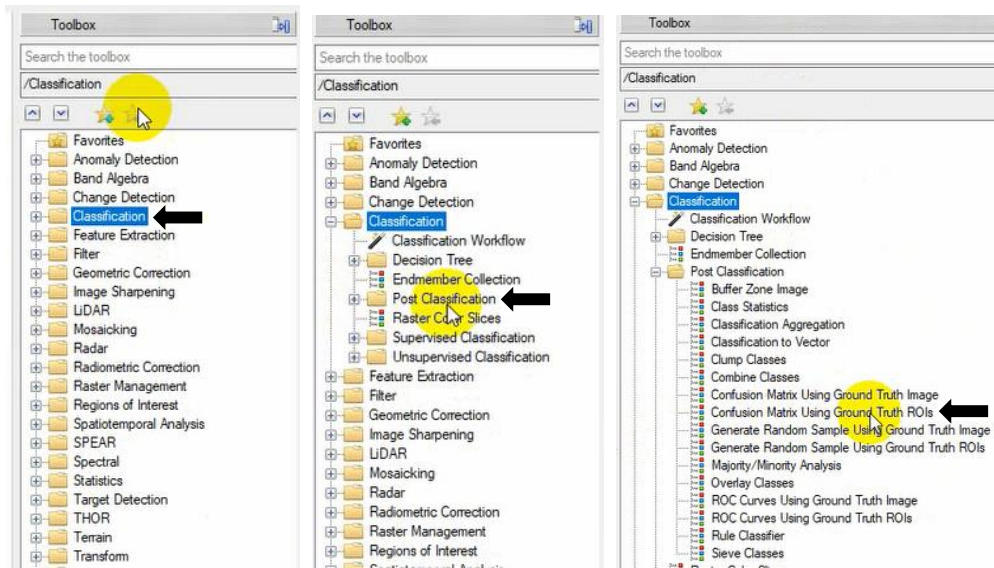 Toolbox
Search the toolbox
/Classification
Favorites
Anomaly Detection
Band Algebra
Change Detection
Classification
Feature Extraction
Filter
Geometric Correction
Image Sharpening
LiDAR
Mosaicking
Radar
Radiometric Correction
Raster Management
Regions of Interest
Spatiotemporal Analysis
SPEAR
Spectral
Statistics
Target Detection
THOR
Terrain
Transform
Toolbox
Search the toolbox
/Classification
Favorites
Anomaly Detection
Band Algebra
Change Detection
Classification
Classification Workflow
Decision Tree
Endmember Collection
Post Classification
Raster Color Slices
Supervised Classification
Unsupervised Classification
Feature Extraction
Filter
Geometric Correction
Image Sharpening
LiDAR
Mosaicking
Radar
Radiometric Correction
Raster Management
Regions of Interest
Toolbox
Search the toolbox
/Classification
Favorites
Anomaly Detection
Band Algebra
Change Detection
Classification
Classification Workflow
Decision Tree
Endmember Collection
Post Classification
Buffer Zone Image
Class Statistics
Classification Aggregation
Classification to Vector
Clump Classes
Combine Classes
Confusion Matrix Using Ground Truth Image
Confusion Matrix Using Ground Truth ROIs
Generate Random Sample Using Ground Truth Image
Generate Random Sample Using Ground Truth ROIs
Majority/Minority Analysis
Overlay Classes
ROC Curves Using Ground Truth Image
ROC Curves Using Ground Truth ROIs
Rule Classifier
Sieve Classes